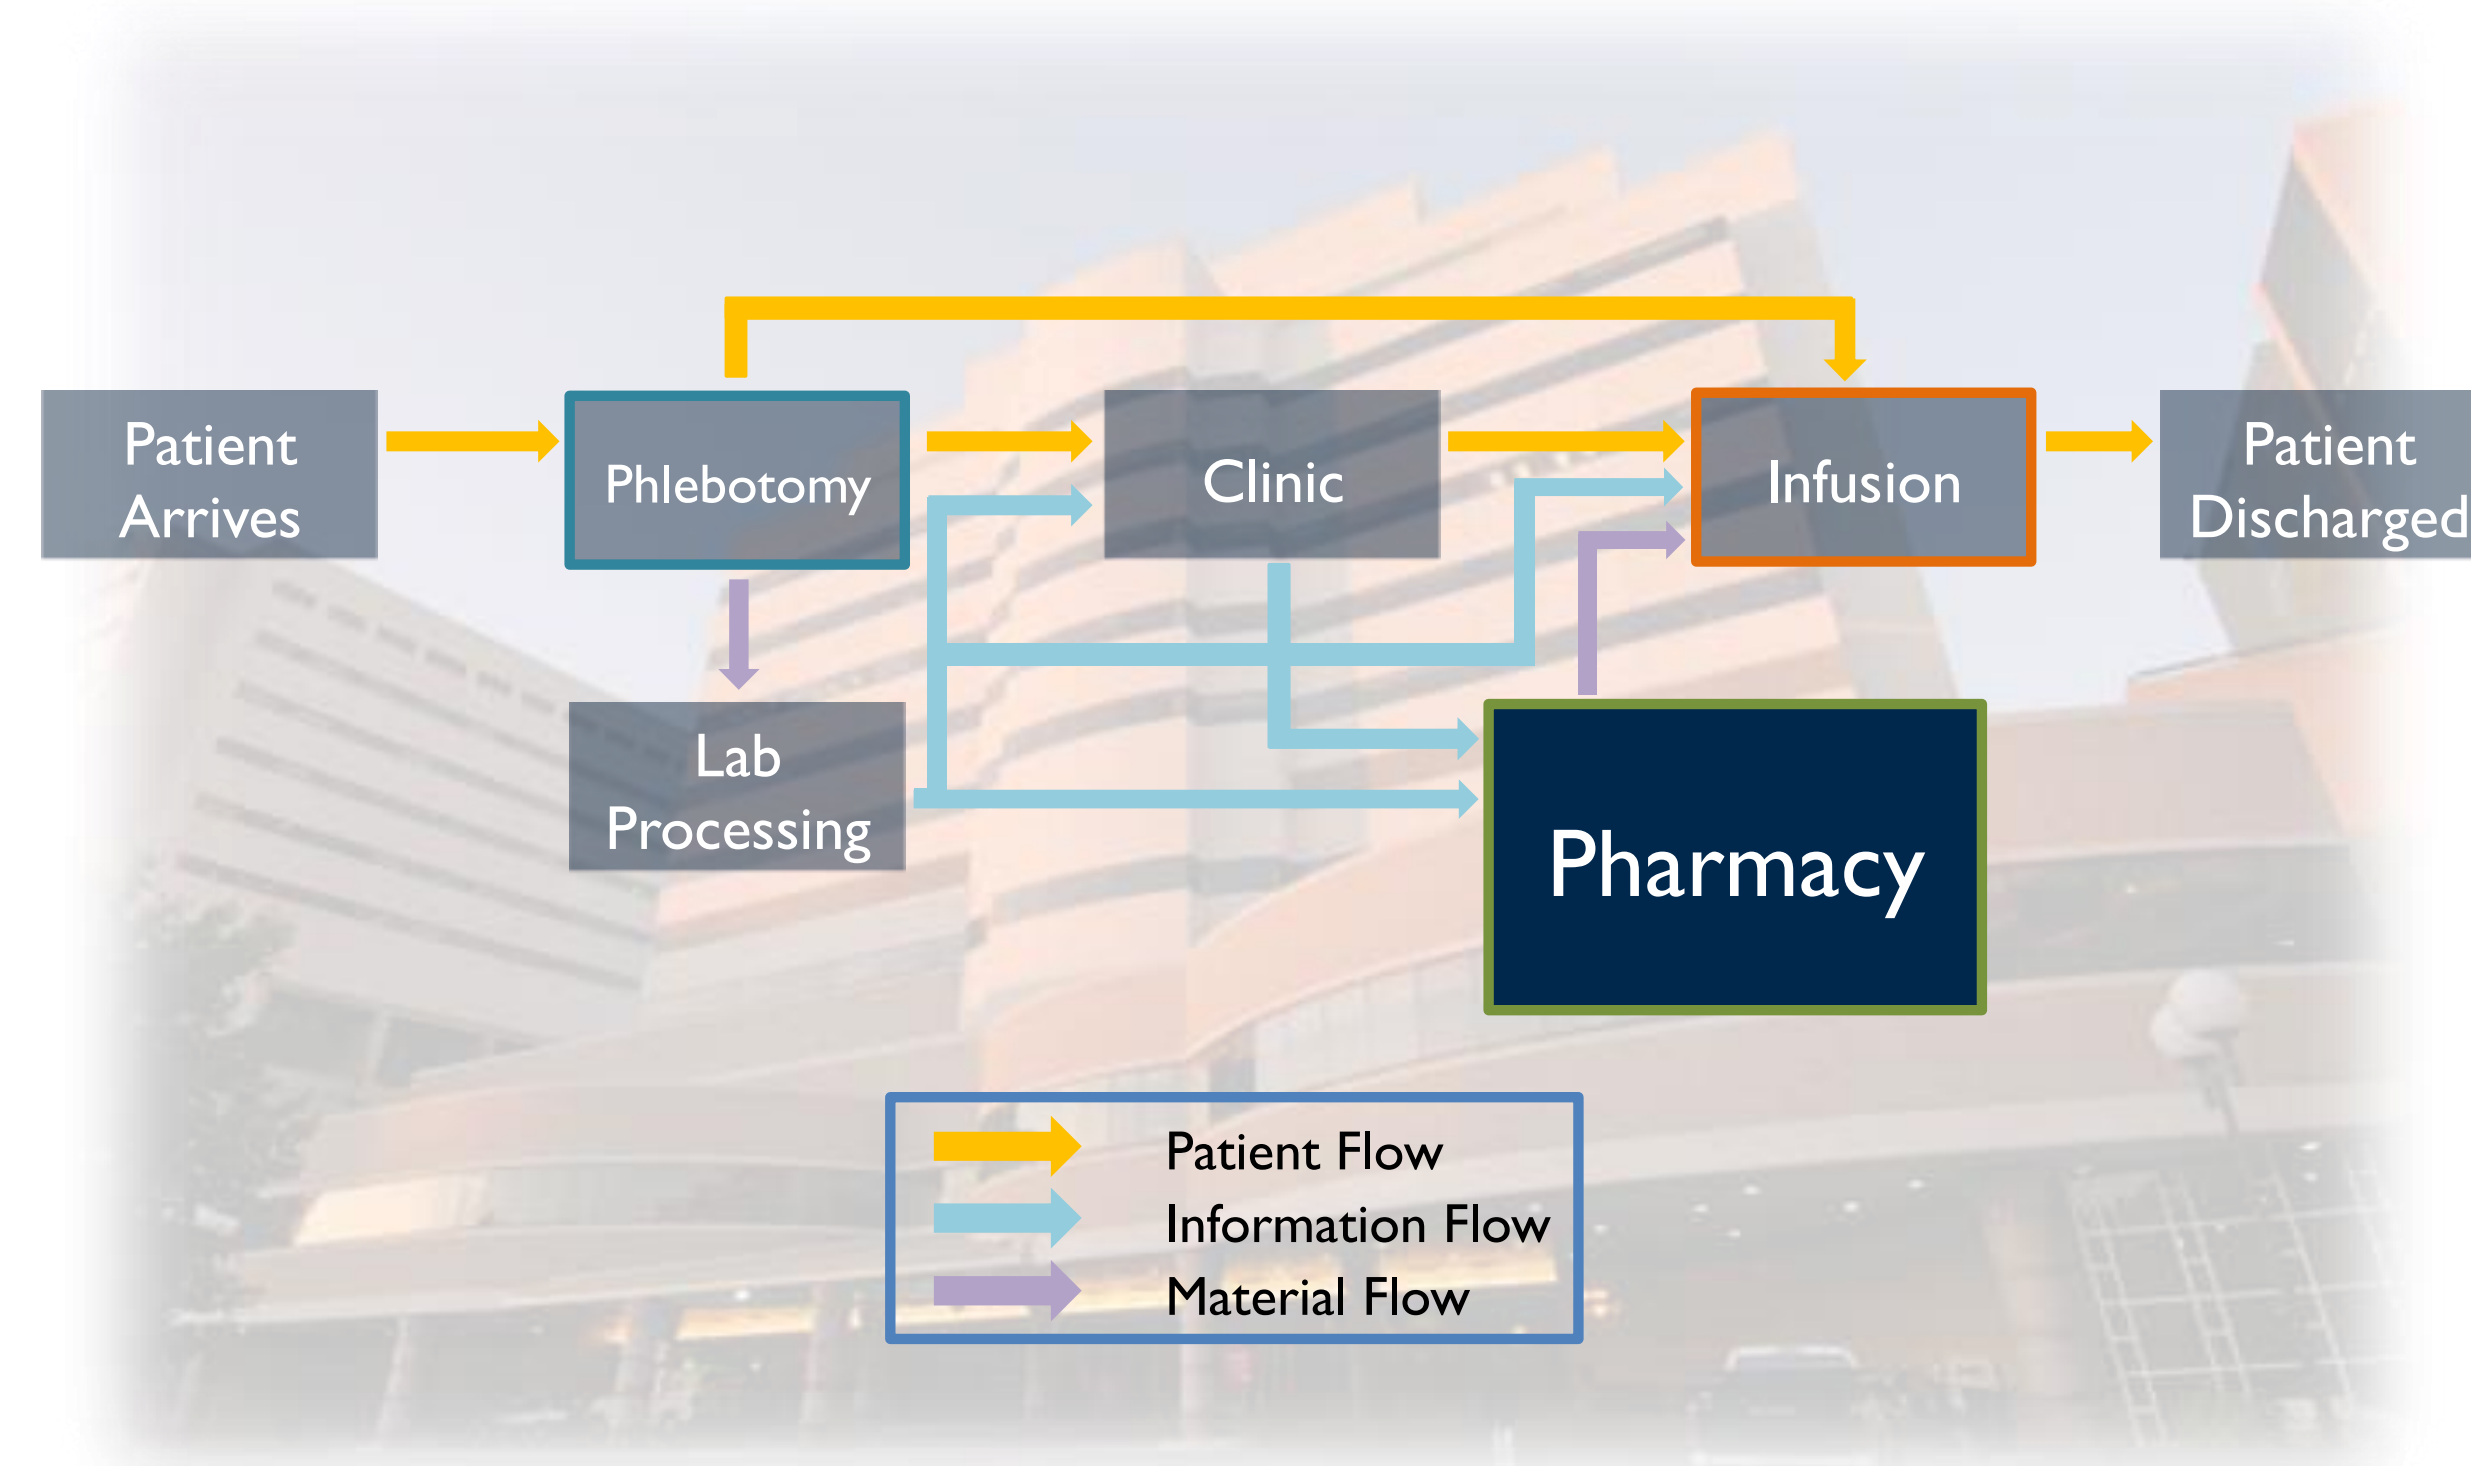 Patient
Arrives
Phlebotomy
Clinic
Infusion
Patient
Discharged
Lab
Processing
Pharmacy
Patient Flow
Information Flow
Material Flow